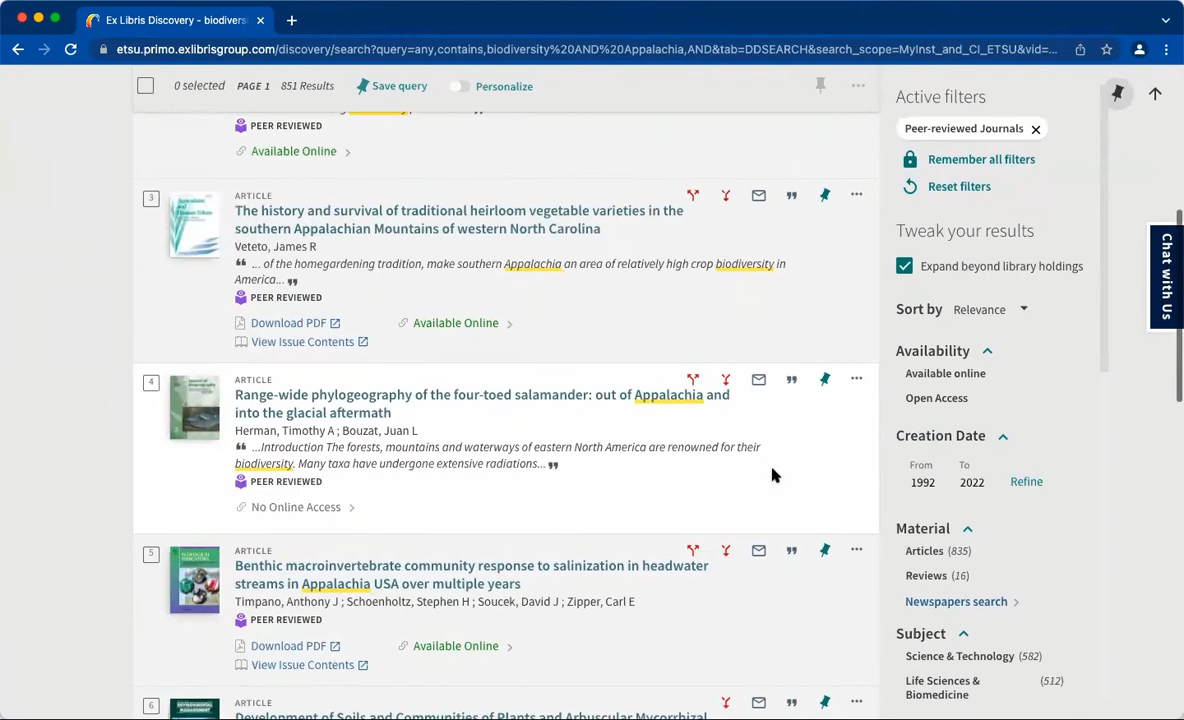 Ex Libris Discovery - biodivers
etsu.primo.exlibrisgroup.com/discovery/search?query=any,contains,biodiversity%20AND%20Appalachia,AND&tab=DDSEARCH&search_scope=MyInst_and_CI_ETSU&vid=...
0 selected PAGE 1 851 Results Save query Personalize
PEER REVIEWED
Available Online
3
ARTICLE
The history and survival of traditional heirloom vegetable varieties in the
southern Appalachian Mountains of western North Carolina
Veteto, James R
❝ ... of the homegardening tradition, make southern Appalachia an area of relatively high crop biodiversity in
America... ❞
PEER REVIEWED
Download PDF Available Online
View Issue Contents
4
ARTICLE
Range-wide phylogeography of the four-toed salamander: out of Appalachia and
into the glacial aftermath
Herman, Timothy A ; Bouzat, Juan L
❝ ...Introduction The forests, mountains and waterways of eastern North America are renowned for their
biodiversity. Many taxa have undergone extensive radiations... ❞
PEER REVIEWED
No Online Access
5
ARTICLE
Benthic macroinvertebrate community response to salinization in headwater
streams in Appalachia USA over multiple years
Timpano, Anthony J ; Schoenholtz, Stephen H ; Soucek, David J ; Zipper, Carl E
PEER REVIEWED
Download PDF Available Online
View Issue Contents
6
Development of Soils and Communities of Plants and Arbuscular Mycorrhizal
Active filters
Peer-reviewed Journals
Remember all filters
Reset filters
Tweak your results
Expand beyond library holdings
Sort by Relevance
Availability
Available online
Open Access
Creation Date
From To
1992 2022 Refine
Material
Articles (835)
Reviews (16)
Newspapers search
Subject
Science & Technology (582)
Life Sciences & (512)
Biomedicine
Chat with Us